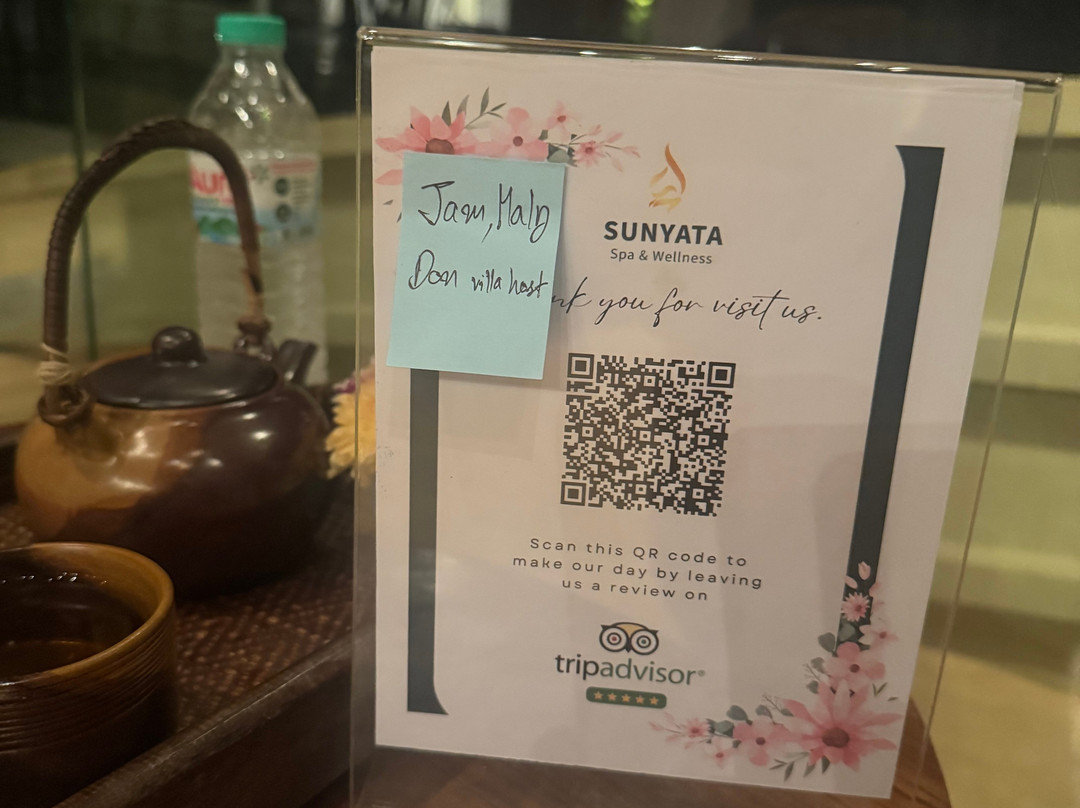 Jam, Maly
Don villa host
SUNYATA
Spa & Wellness
nk you for visit us.
Scan this QR code to
make our day by leaving
us a review on
tripadvisor®